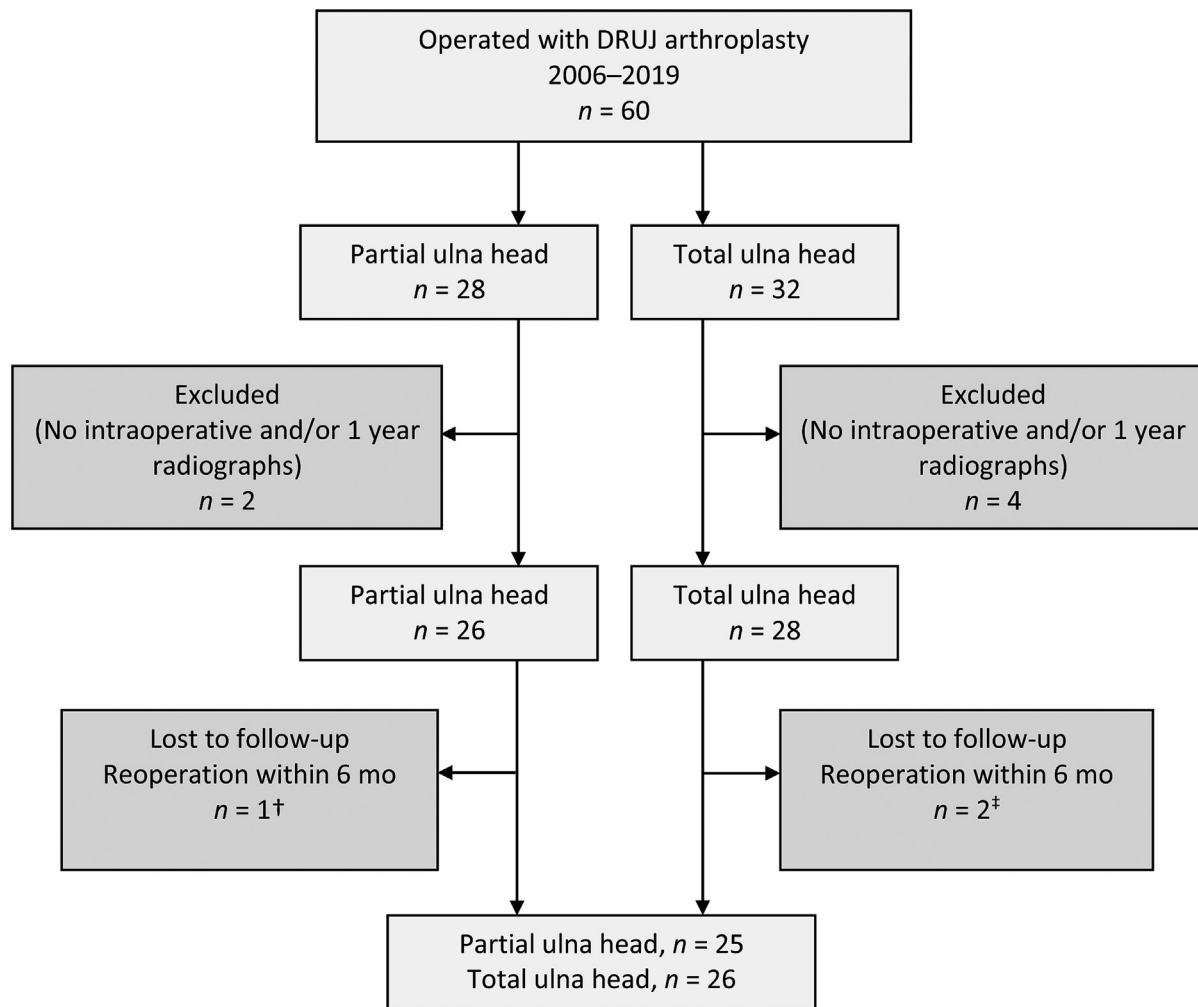 Operated with DRUJ arthroplasty
2006–2019
n = 60
Partial ulna head
n = 28
Total ulna head
n = 32
Excluded
(No intraoperative and/or 1 year
radiographs)
n = 2
Excluded
(No intraoperative and/or 1 year
radiographs)
n = 4
Partial ulna head
n = 26
Total ulna head
n = 28
Lost to follow-up
Reoperation within 6 mo
n = 1†
Lost to follow-up
Reoperation within 6 mo
n = 2‡
Partial ulna head, n = 25
Total ulna head, n = 26